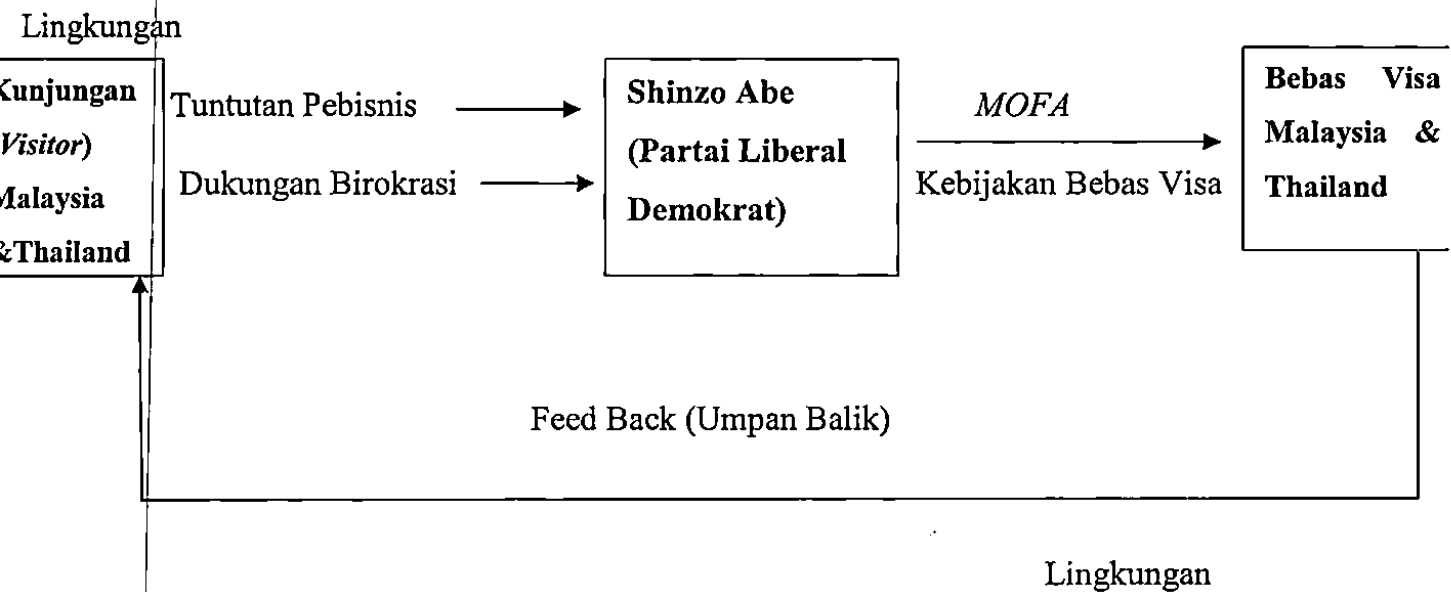 Lingkungan
Kunjungan
Visitor)
Malaysia
&Thailand
Tuntutan Pebisnis
Dukungan Birokrasi
Shinzo Abe
(Partai Liberal
Demokrat)
MOFA
Kebijakan Bebas Visa
Bebas Visa
Malaysia &
Thailand
Feed Back (Umpan Balik)
Lingkungan